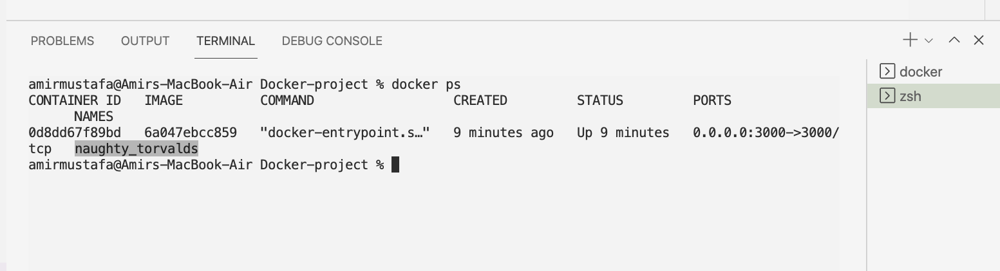 PROBLEMS OUTPUT TERMINAL DEBUG CONSOLE
docker
zsh
amirmustafa@Amirs-MacBook-Air Docker-project % docker ps
CONTAINER ID   IMAGE          COMMAND                  CREATED         STATUS         PORTS
      NAMES
0d8dd67f89bd   6a047ebcc859   "docker-entrypoint.s…"   9 minutes ago   Up 9 minutes   0.0.0.0:3000->3000/
tcp   naughty_torvalds
amirmustafa@Amirs-MacBook-Air Docker-project %